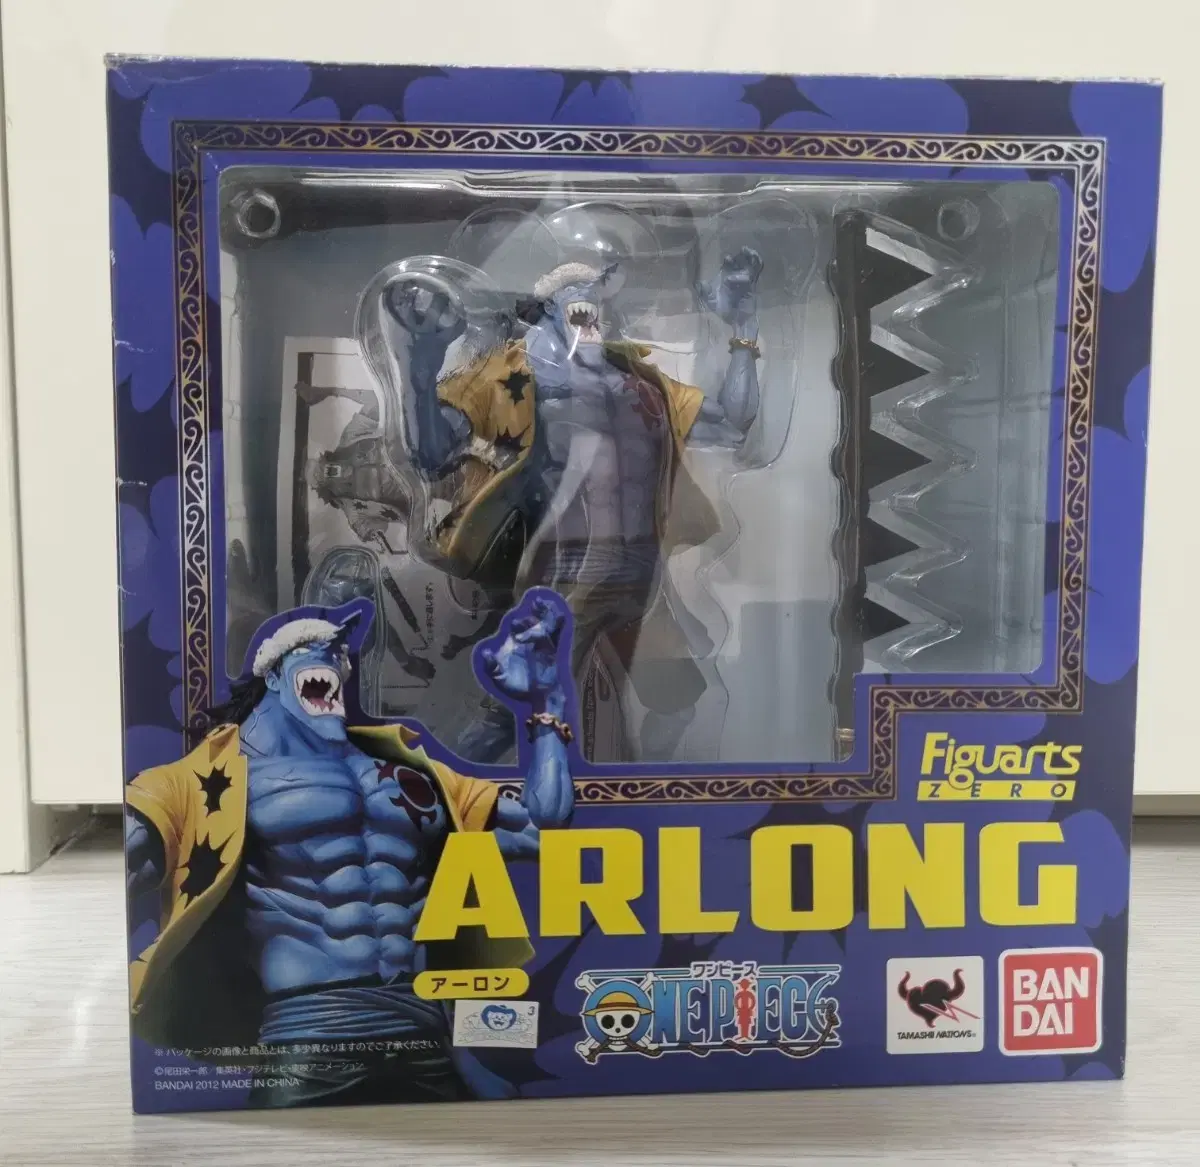 Figuarts
ZERO
ARLONG
アーロン
ワンピース
ONE PIECE
3
TAMASHII NATIONS
BAN
DAI
※パッケージの画像と商品とは、多少異なりますのでご了承ください。
©尾田栄一郎／集英社・フジテレビ・東映アニメーション
BANDAI 2012 MADE IN CHINA